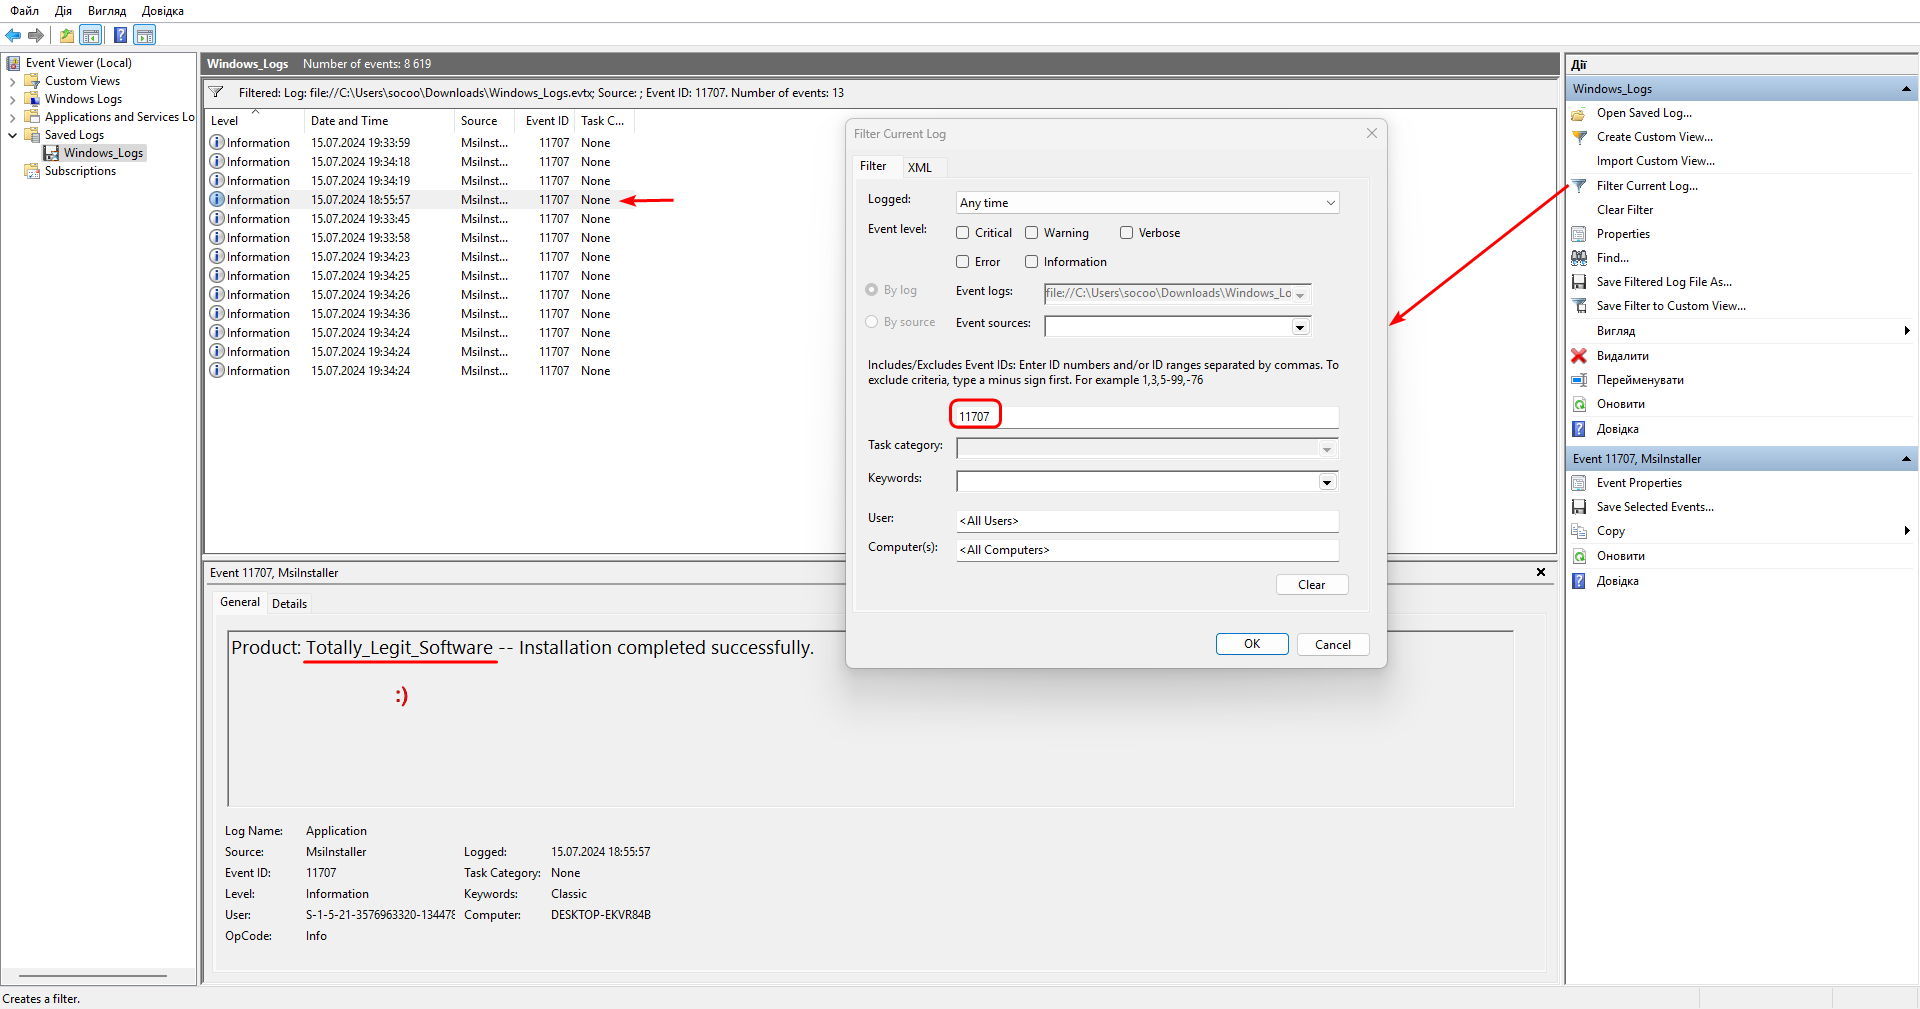 Файл Дія Вигляд Довідка
Event Viewer (Local)
Custom Views
Windows Logs
Applications and Services Lo
Saved Logs
Windows_Logs
Subscriptions
Windows_Logs Number of events: 8 619
Filtered: Log: file://C:\Users\socoo\Downloads\Windows_Logs.evtx; Source: ; Event ID: 11707. Number of events: 13
Level Date and Time Source Event ID Task C...
Information 15.07.2024 19:33:59 MsiInst... 11707 None
Information 15.07.2024 19:34:18 MsiInst... 11707 None
Information 15.07.2024 19:34:19 MsiInst... 11707 None
Information 15.07.2024 18:55:57 MsiInst... 11707 None
Information 15.07.2024 19:33:45 MsiInst... 11707 None
Information 15.07.2024 19:33:58 MsiInst... 11707 None
Information 15.07.2024 19:34:23 MsiInst... 11707 None
Information 15.07.2024 19:34:25 MsiInst... 11707 None
Information 15.07.2024 19:34:26 MsiInst... 11707 None
Information 15.07.2024 19:34:36 MsiInst... 11707 None
Information 15.07.2024 19:34:24 MsiInst... 11707 None
Information 15.07.2024 19:34:24 MsiInst... 11707 None
Information 15.07.2024 19:34:24 MsiInst... 11707 None
Event 11707, MsiInstaller
General Details
Product: Totally_Legit_Software -- Installation completed successfully.
:)
Log Name: Application
Source: MsiInstaller Logged: 15.07.2024 18:55:57
Event ID: 11707 Task Category: None
Level: Information Keywords: Classic
User: S-1-5-21-3576963320-134478 Computer: DESKTOP-EKVR84B
OpCode: Info
Filter Current Log
Filter XML
Logged: Any time
Event level: Critical Warning Verbose
Error Information
By log Event logs: file://C:\Users\socoo\Downloads\Windows_Lo
By source Event sources:
Includes/Excludes Event IDs: Enter ID numbers and/or ID ranges separated by commas. To
exclude criteria, type a minus sign first. For example 1,3,5-99,-76
11707
Task category:
Keywords:
User: <All Users>
Computer(s): <All Computers>
Clear
OK Cancel
Дії
Windows_Logs
Open Saved Log...
Create Custom View...
Import Custom View...
Filter Current Log...
Clear Filter
Properties
Find...
Save Filtered Log File As...
Save Filter to Custom View...
Вигляд
Видалити
Перейменувати
Оновити
Довідка
Event 11707, MsiInstaller
Event Properties
Save Selected Events...
Copy
Оновити
Довідка
Creates a filter.